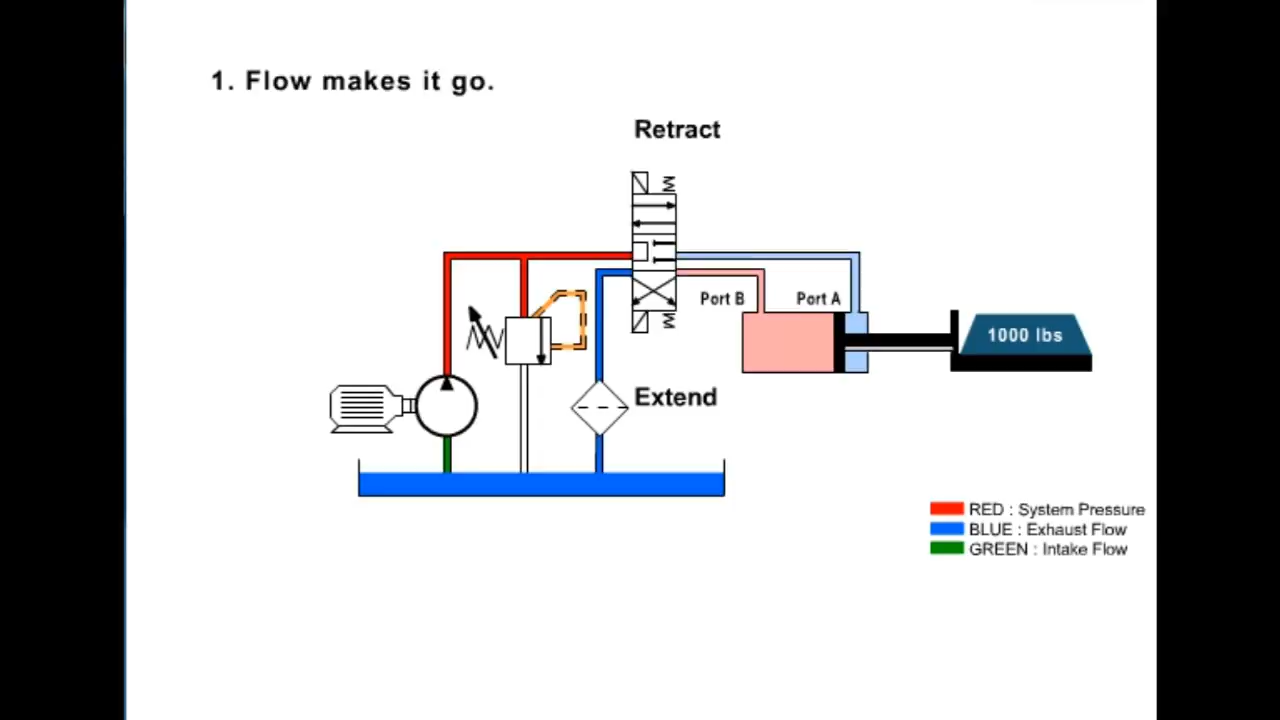 1. Flow makes it go.
Retract
Port B
Port A
1000 lbs
Extend
RED : System Pressure
BLUE : Exhaust Flow
GREEN : Intake Flow